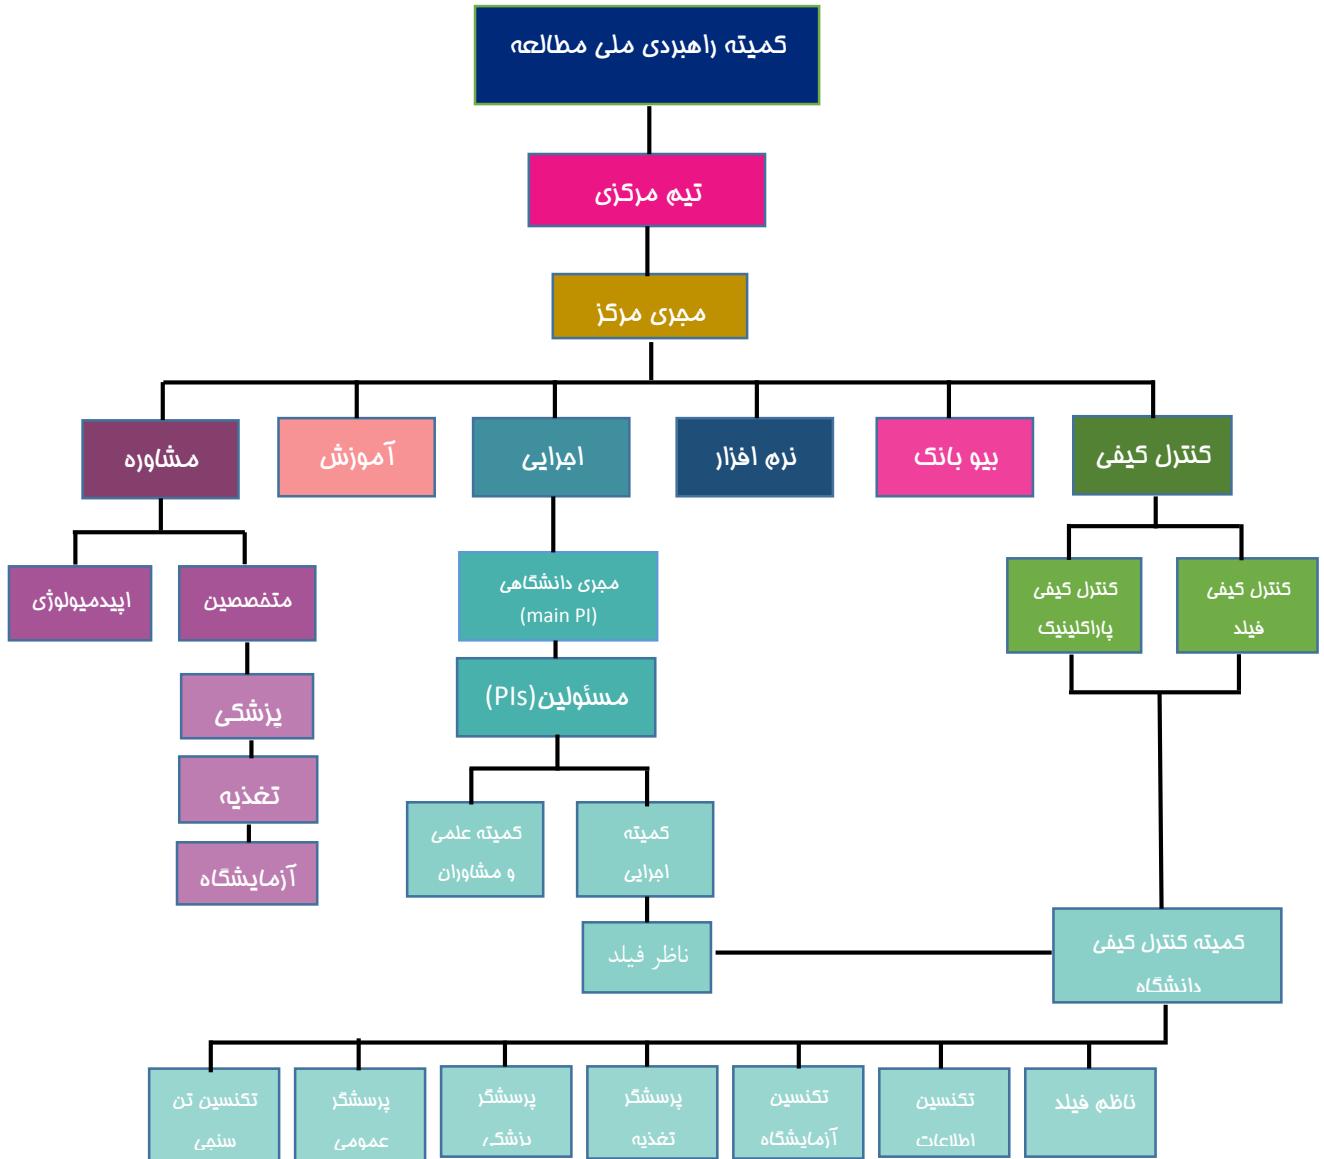 کمیته راهبردی ملی مطالعه
تیم مرکزی
مجری مرکز
کنترل کیفی
بیو بانک
نرم افزار
اجرایی
آموزش
مشاوره
کنترل کیفی
فیلد
کنترل کیفی
پاراکلینیک
مجری دانشگاهی
(main PI)
متخصصین
اپیدمیولوژی
مسئولین(PIs)
پزشکی
تغذیه
آزمایشگاه
کمیته
اجرایی
کمیته علمی
و مشاوران
ناظر فیلد
کمیته کنترل کیفی
دانشگاه
ناظم فیلد
تکنسین
اطلاعات
تکنسین
آزمایشگاه
پرسشگر
تغذیه
پرسشگر
پزشکی
پرسشگر
عمومی
تکنسین تن
سنجی